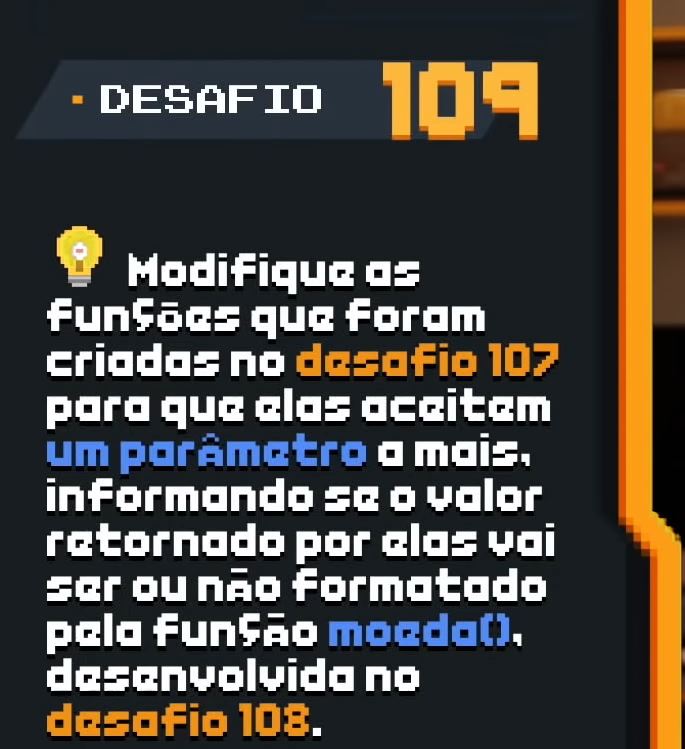 DESAFIO 109
Modifique as
funções que foram
criadas no desafio 107
para que elas aceitem
um parâmetro a mais,
informando se o valor
retornado por elas vai
ser ou não formatado
pela função moeda(),
desenvolvida no
desafio 108.